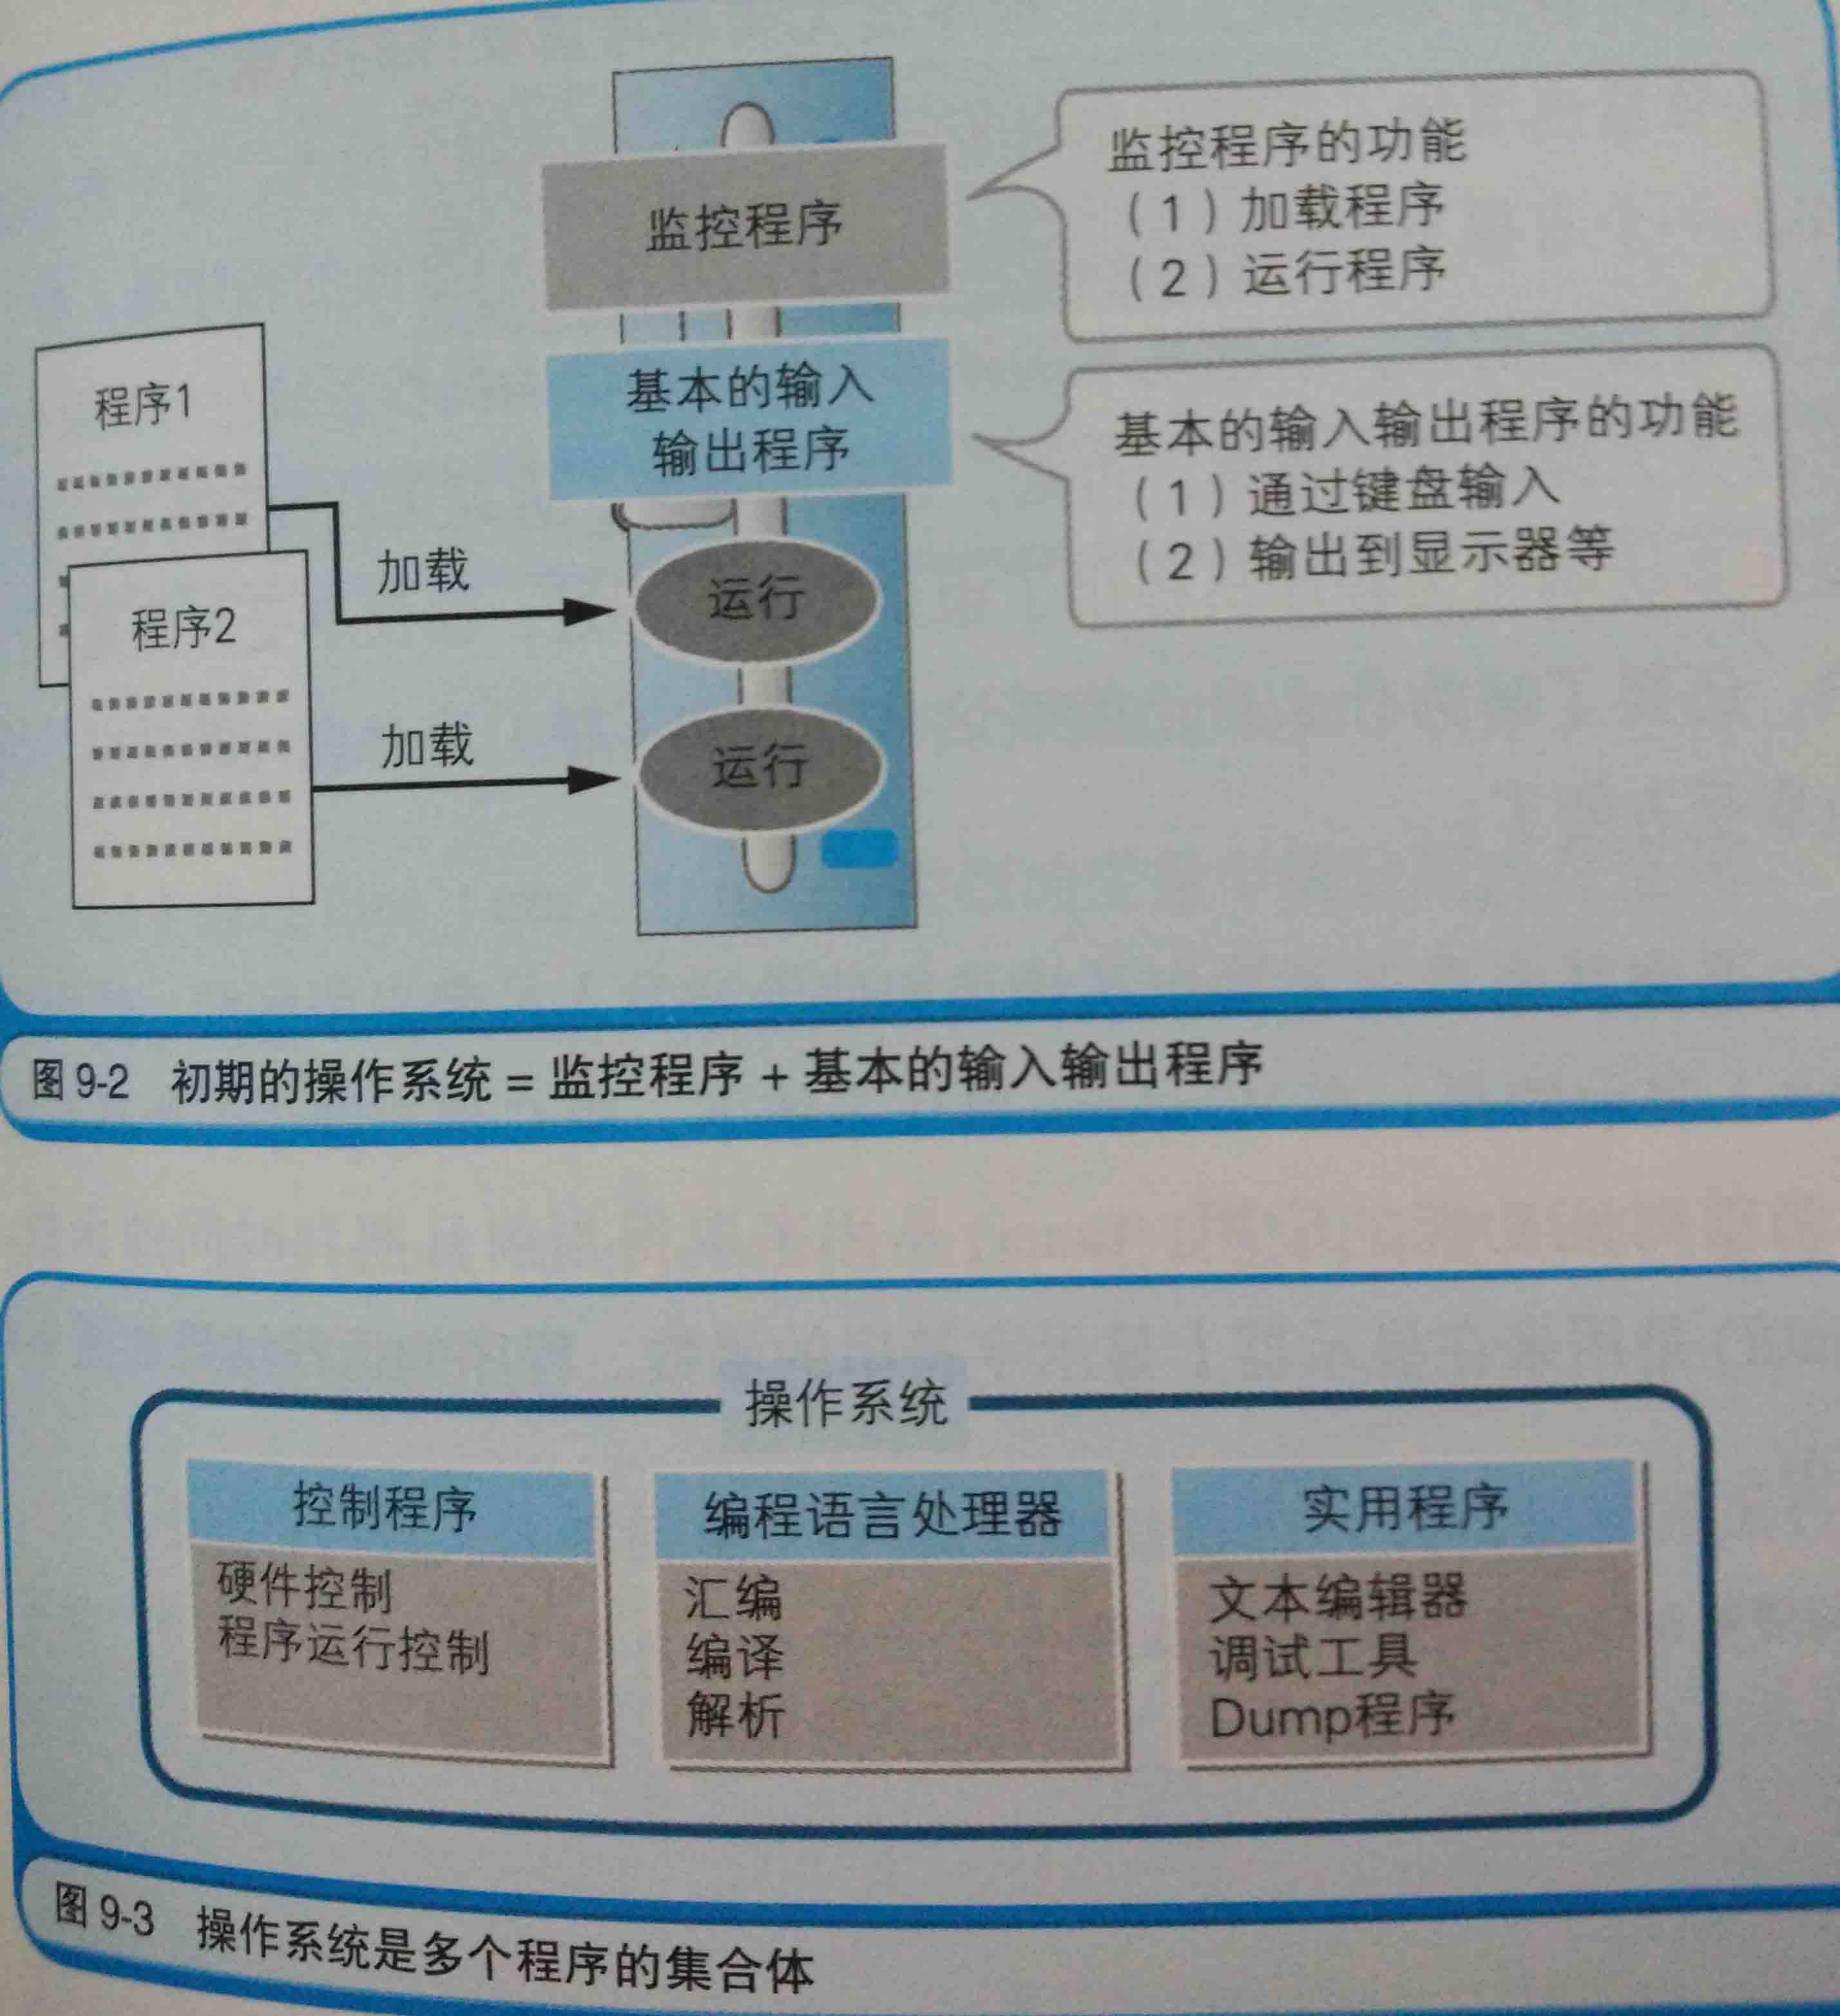 监控程序
监控程序的功能
（1）加载程序
（2）运行程序
基本的输入
输出程序
基本的输入输出程序的功能
（1）通过键盘输入
（2）输出到显示器等
程序1
程序2
加载
运行
加载
运行
图 9-2 初期的操作系统 = 监控程序 + 基本的输入输出程序
操作系统
控制程序
硬件控制
程序运行控制
编程语言处理器
汇编
编译
解析
实用程序
文本编辑器
调试工具
Dump程序
图 9-3 操作系统是多个程序的集合体